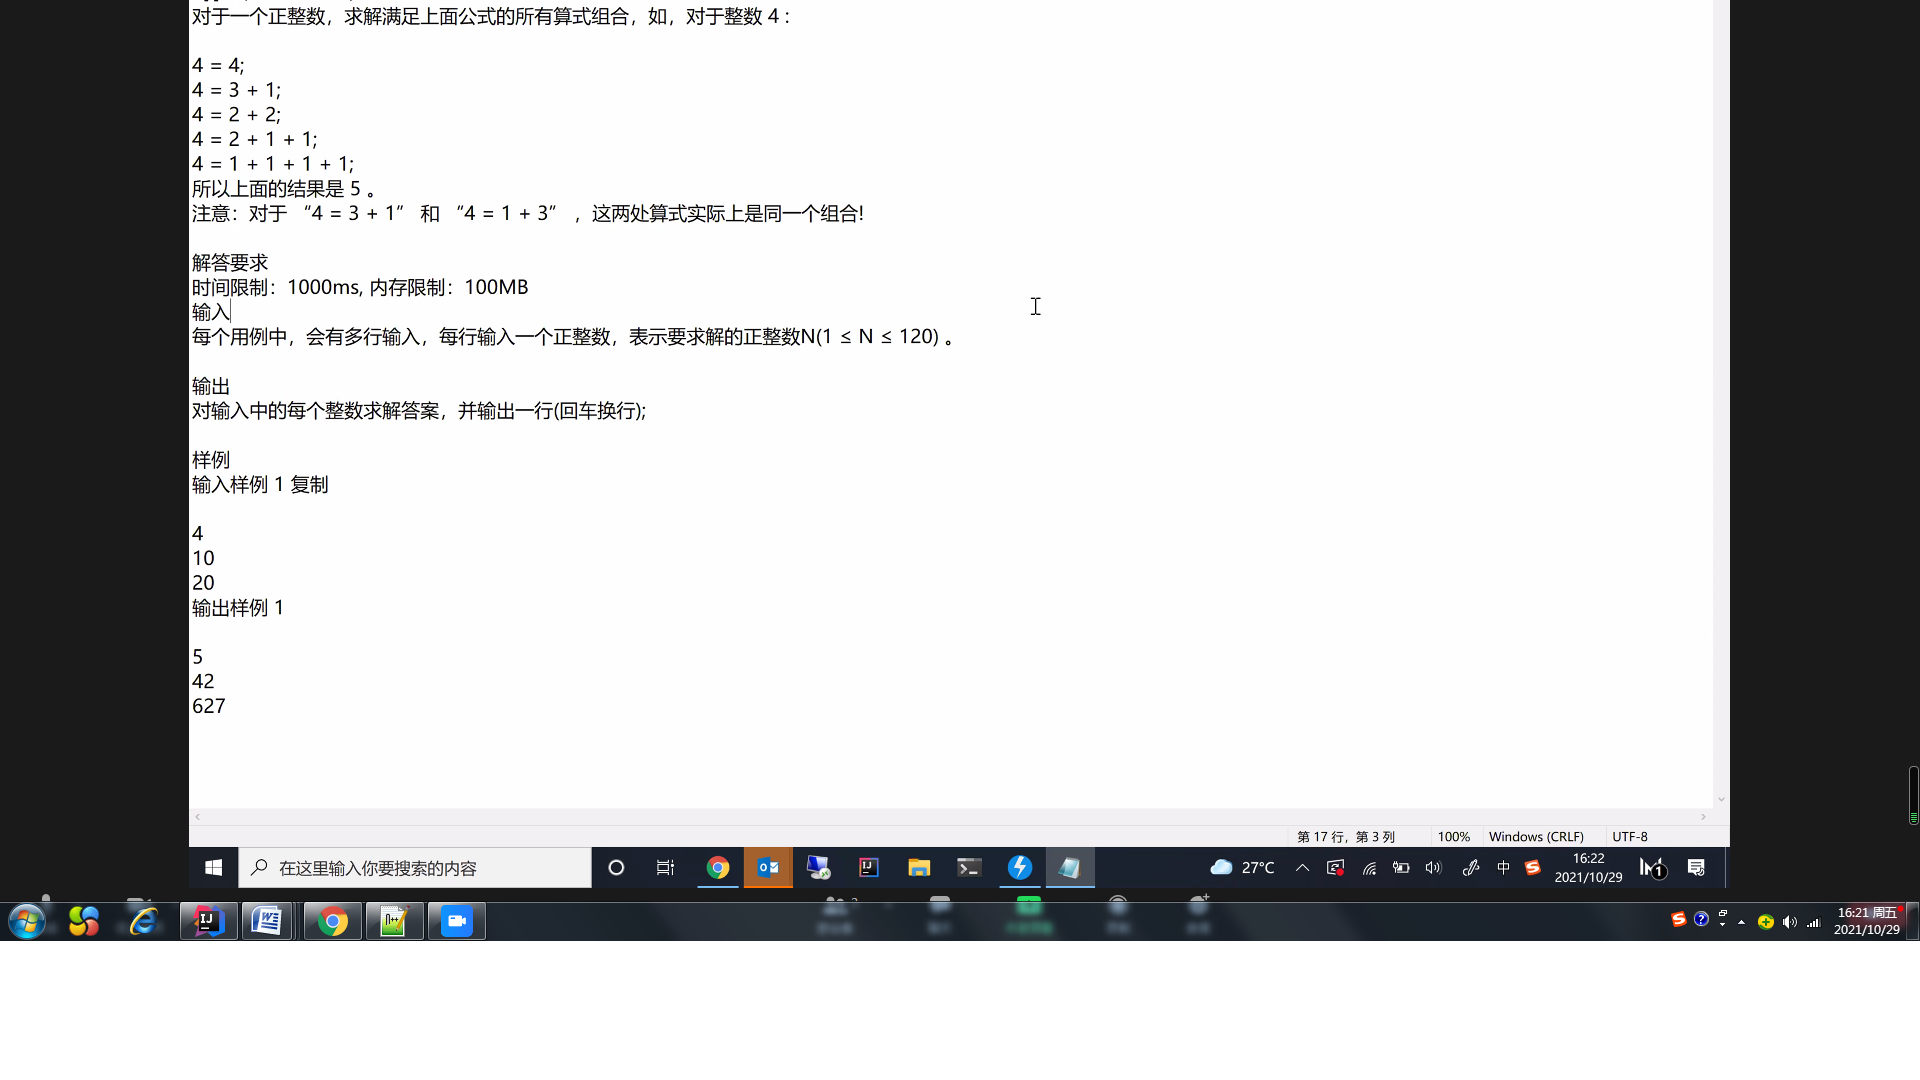 对于一个正整数，求解满足上面公式的所有算式组合，如，对于整数 4 :
4 = 4;
4 = 3 + 1;
4 = 2 + 2;
4 = 2 + 1 + 1;
4 = 1 + 1 + 1 + 1;
所以上面的结果是 5 。
注意：对于 “4 = 3 + 1” 和 “4 = 1 + 3” ，这两处算式实际上是同一个组合!
解答要求
时间限制：1000ms, 内存限制：100MB
输入
每个用例中，会有多行输入，每行输入一个正整数，表示要求解的正整数N(1 ≤ N ≤ 120) 。
输出
对输入中的每个整数求解答案，并输出一行(回车换行);
样例
输入样例 1 复制
4
10
20
输出样例 1
5
42
627
第 17 行，第 3 列 100% Windows (CRLF) UTF-8
在这里输入你要搜索的内容 27°C 中 16:22
2021/10/29
16:21 周五
2021/10/29